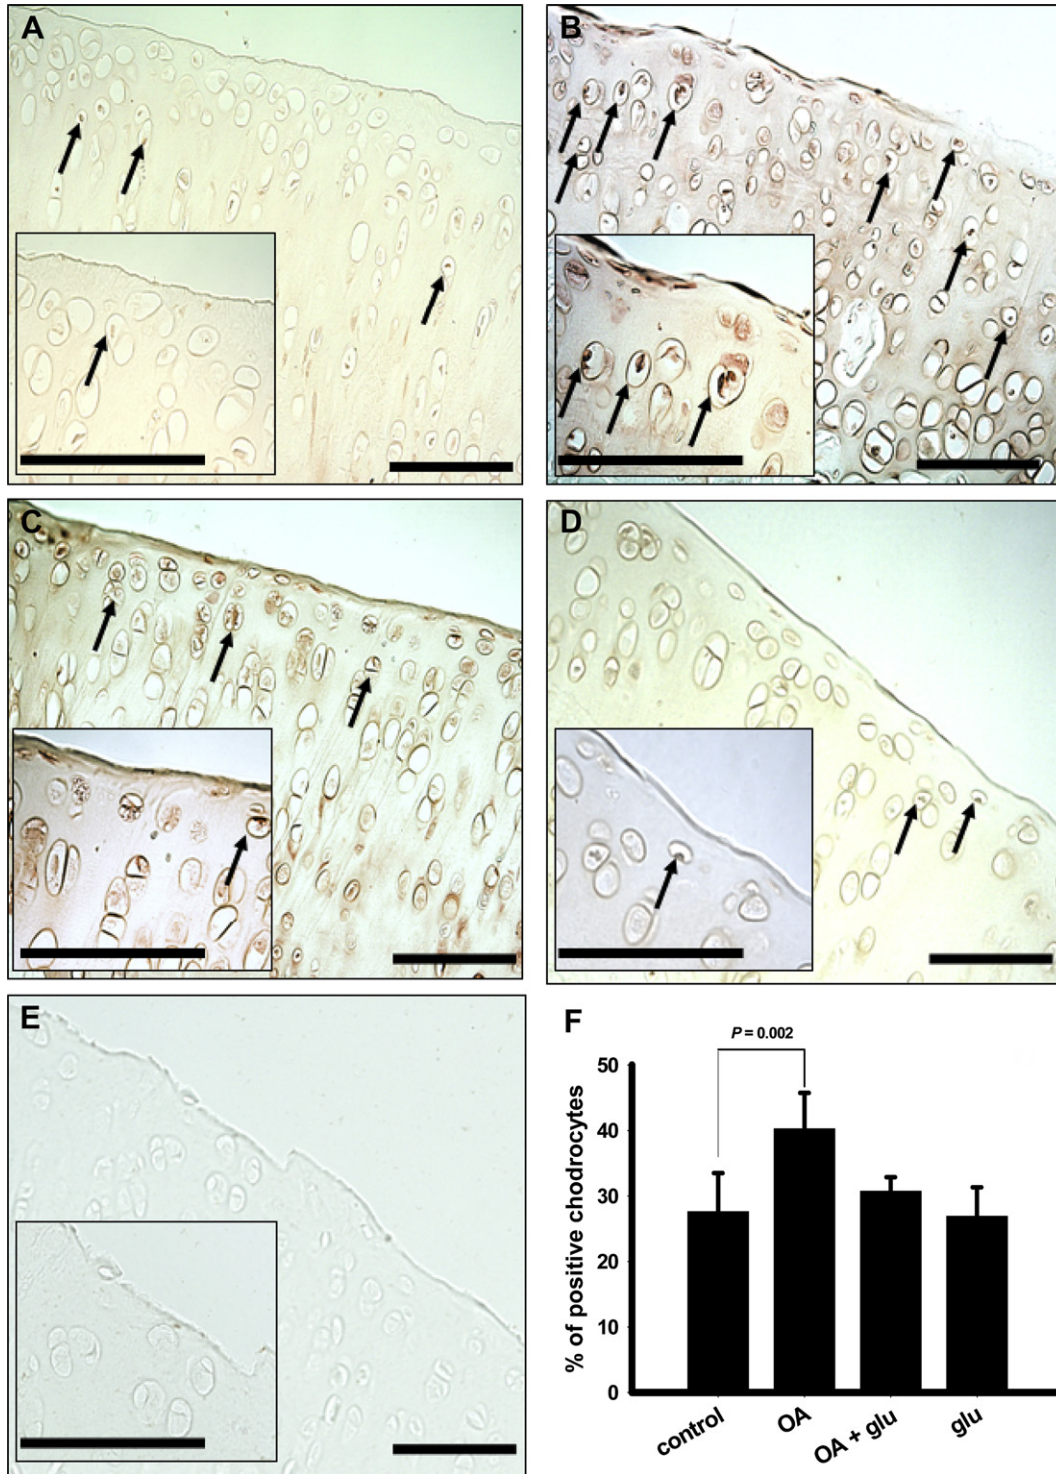 A
B
C
D
E
F
P = 0.002
% of positive chodrocytes
50
40
30
20
10
0
control
OA
OA + glu
glu